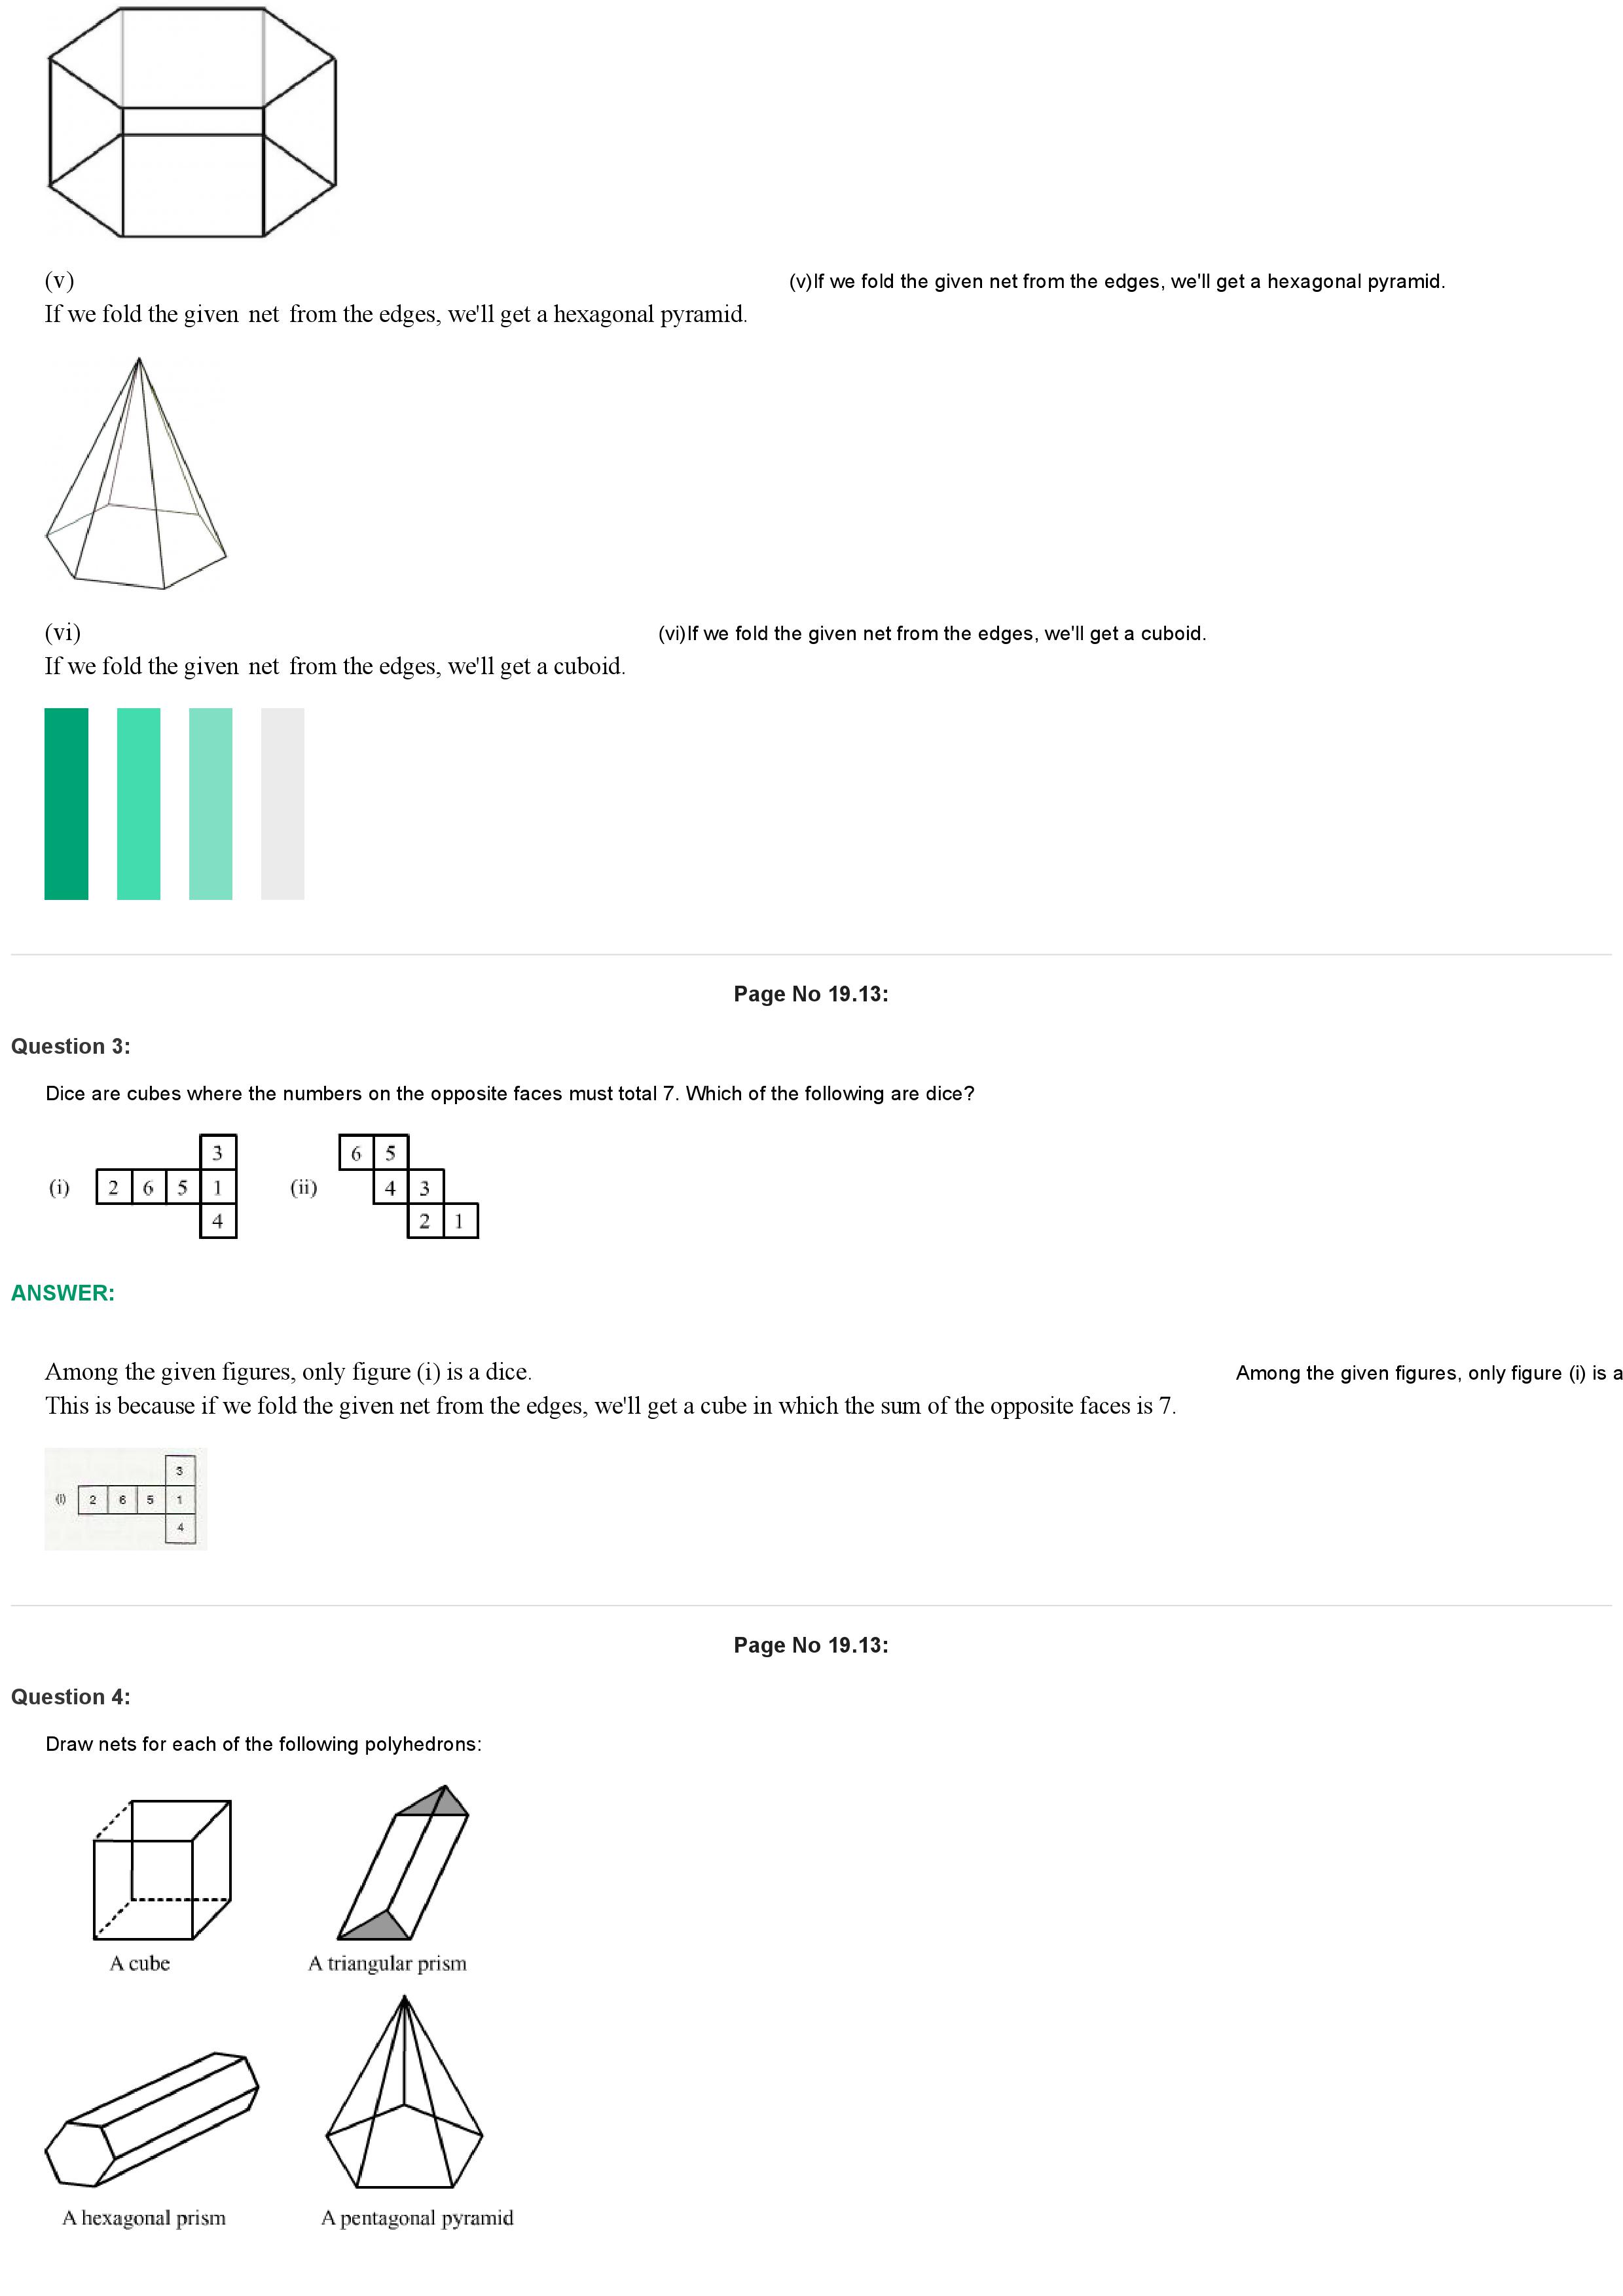 (v)
(v)If we fold the given net from the edges, we'll get a hexagonal pyramid.
If we fold the given net from the edges, we'll get a hexagonal pyramid.
(vi)
(vi)If we fold the given net from the edges, we'll get a cuboid.
If we fold the given net from the edges, we'll get a cuboid.
Page No 19.13:
Question 3:
Dice are cubes where the numbers on the opposite faces must total 7. Which of the following are dice?
3
6 5
(i) 2 6 5 1
(ii) 4 3
4
2 1
ANSWER:
Among the given figures, only figure (i) is a dice.
Among the given figures, only figure (i) is a
This is because if we fold the given net from the edges, we'll get a cube in which the sum of the opposite faces is 7.
3
(i) 2 6 5 1
4
Page No 19.13:
Question 4:
Draw nets for each of the following polyhedrons:
A cube
A triangular prism
A hexagonal prism
A pentagonal pyramid